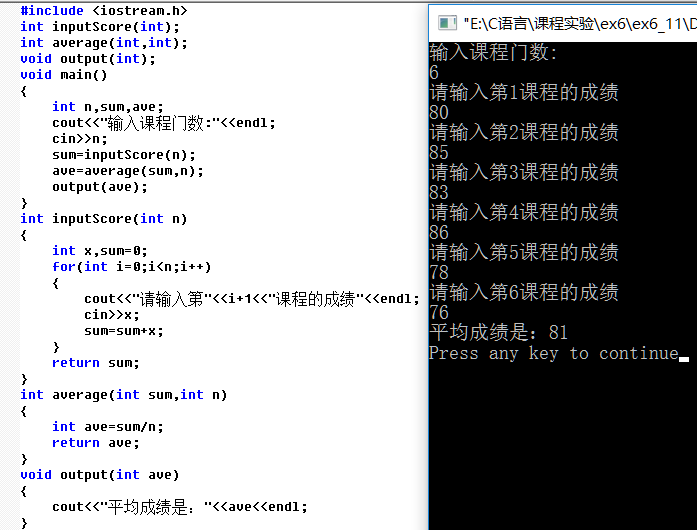 #include <iostream.h>
int inputScore(int);
int average(int,int);
void output(int);
void main()
{
    int n,sum,ave;
    cout<<"输入课程门数:"<<endl;
    cin>>n;
    sum=inputScore(n);
    ave=average(sum,n);
    output(ave);
}
int inputScore(int n)
{
    int x,sum=0;
    for(int i=0;i<n;i++)
    {
        cout<<"请输入第"<<i+1<<"课程的成绩"<<endl;
        cin>>x;
        sum=sum+x;
    }
    return sum;
}
int average(int sum,int n)
{
    int ave=sum/n;
    return ave;
}
void output(int ave)
{
    cout<<"平均成绩是："<<ave<<endl;
}
"E:\C语言\课程实验\ex6\ex6_11\D
输入课程门数:
6
请输入第1课程的成绩
80
请输入第2课程的成绩
85
请输入第3课程的成绩
83
请输入第4课程的成绩
86
请输入第5课程的成绩
78
请输入第6课程的成绩
76
平均成绩是：81
Press any key to continue